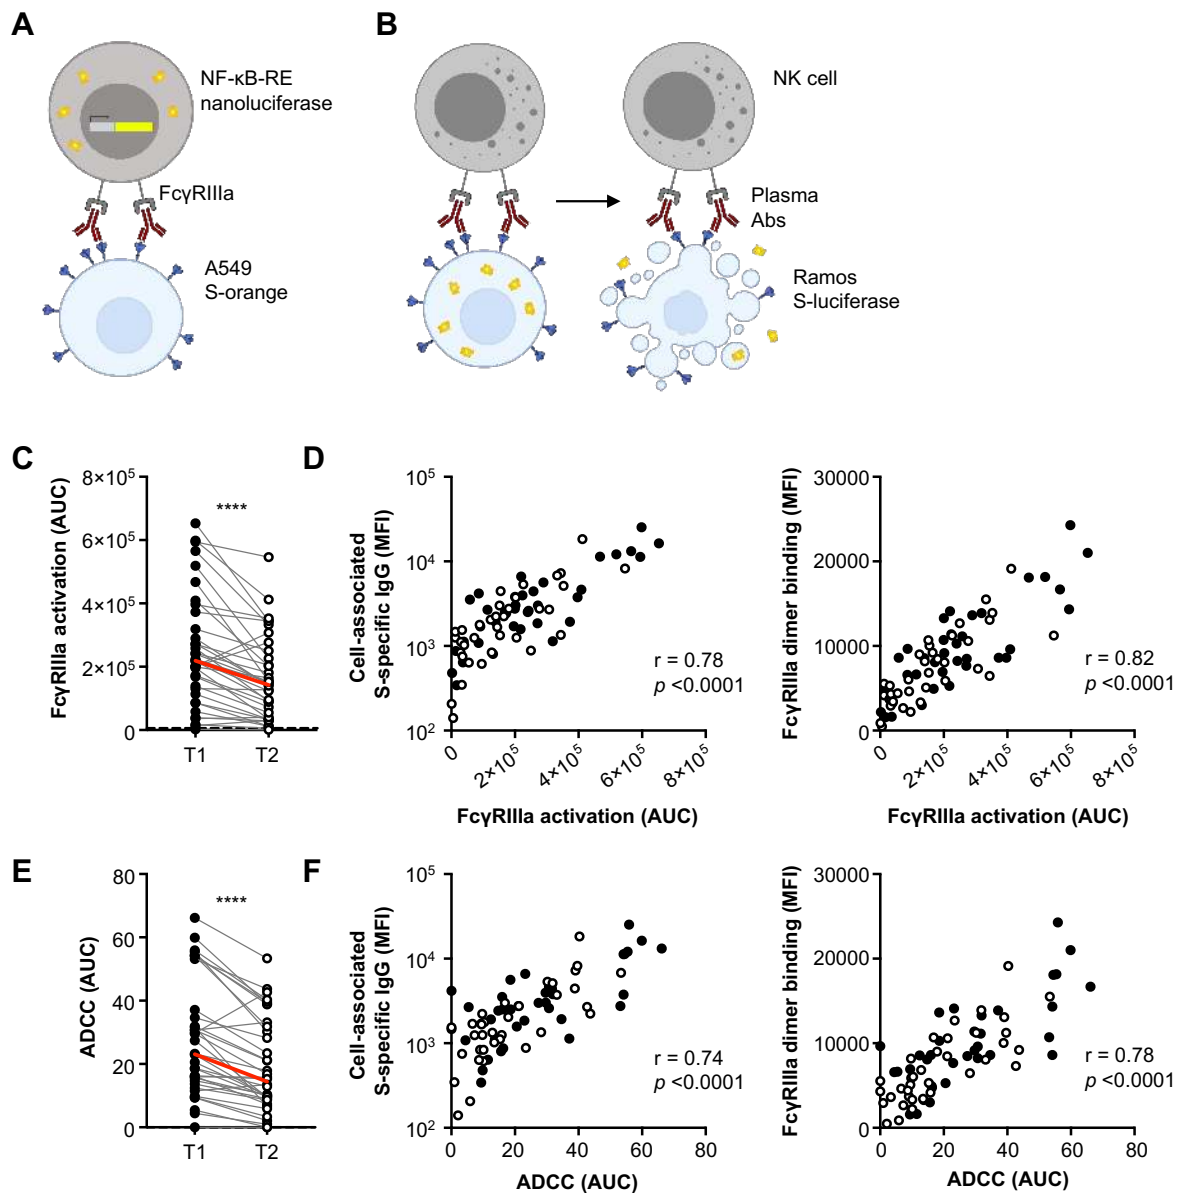 A
B
NF-κB-RE
nanoluciferase
FcγRIIIa
A549
S-orange
NK cell
Plasma
Abs
Ramos
S-luciferase
C
FcγRIIIa activation (AUC)
8×10⁵
6×10⁵
4×10⁵
2×10⁵
0
****
T1
T2
D
Cell-associated
S-specific IgG (MFI)
10⁵
10⁴
10³
10²
r = 0.78
p <0.0001
0
2×10⁵
4×10⁵
6×10⁵
8×10⁵
FcγRIIIa activation (AUC)
FcγRIIIa dimer binding (MFI)
30000
20000
10000
0
r = 0.82
p <0.0001
0
2×10⁵
4×10⁵
6×10⁵
8×10⁵
FcγRIIIa activation (AUC)
E
ADCC (AUC)
80
60
40
20
0
****
T1
T2
F
Cell-associated
S-specific IgG (MFI)
10⁵
10⁴
10³
10²
r = 0.74
p <0.0001
0
20
40
60
80
ADCC (AUC)
FcγRIIIa dimer binding (MFI)
30000
20000
10000
0
r = 0.78
p <0.0001
0
20
40
60
80
ADCC (AUC)